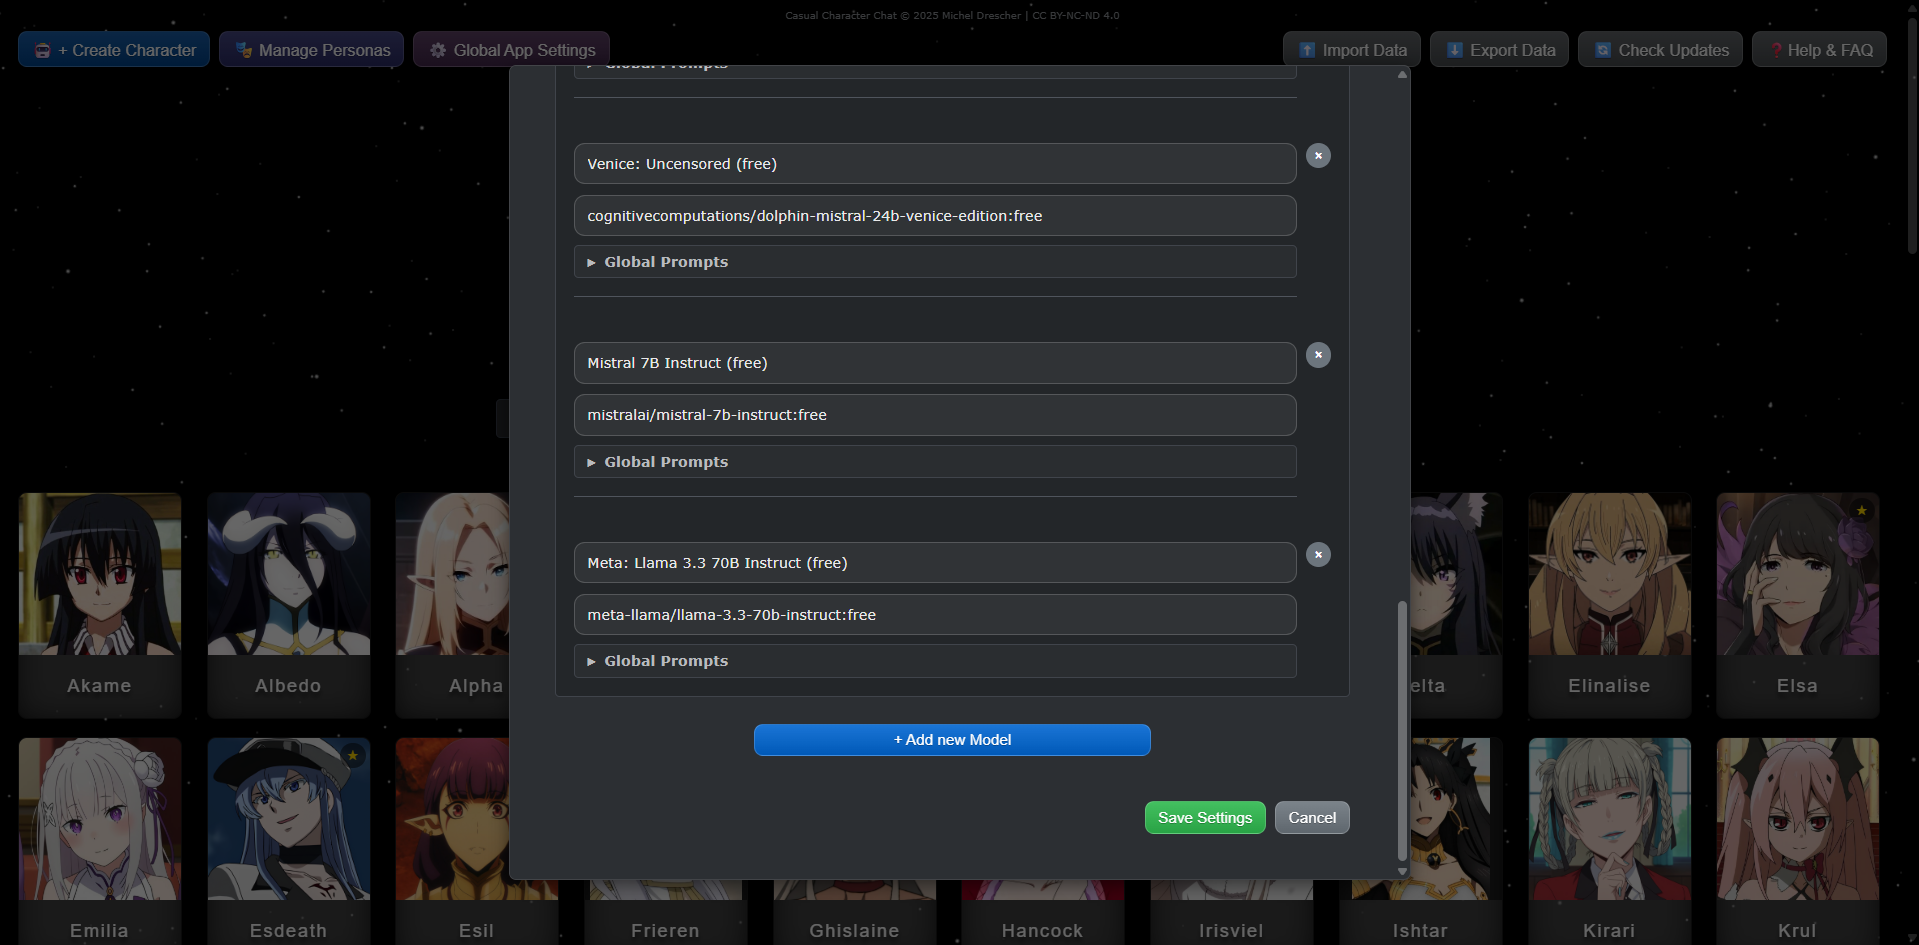 Casual Character Chat © 2025 Michel Drescher | CC BY-NC-ND 4.0
+ Create Character
Manage Personas
Global App Settings
Import Data
Export Data
Check Updates
Help & FAQ
Global Prompts
Venice: Uncensored (free)
cognitivecomputations/dolphin-mistral-24b-venice-edition:free
Global Prompts
Mistral 7B Instruct (free)
mistralai/mistral-7b-instruct:free
Global Prompts
Meta: Llama 3.3 70B Instruct (free)
meta-llama/llama-3.3-70b-instruct:free
Global Prompts
+ Add new Model
Save Settings
Cancel
Akame
Albedo
Alpha
elta
Elinalise
Elsa
Emilia
Esdeath
Esil
Frieren
Ghislaine
Hancock
Irisviel
Ishtar
Kirari
Krul